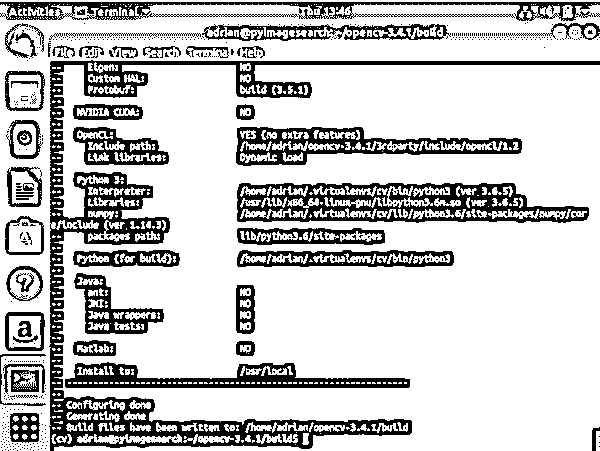 Activities Terminal Thu 13:46
adrian@pyimagesearch: ~/opencv-3.4.1/build
File Edit View Search Terminal Help
-- Eigen: NO
-- Custom HAL: NO
-- Protobuf: build (3.5.1)
--
-- NVIDIA CUDA: NO
--
-- OpenCL: YES (no extra features)
-- Include path: /home/adrian/opencv-3.4.1/3rdparty/include/opencl/1.2
-- Link libraries: Dynamic load
--
-- Python 3:
-- Interpreter: /home/adrian/.virtualenvs/cv/bin/python3 (ver 3.6.5)
-- Libraries: /usr/lib/x86_64-linux-gnu/libpython3.6m.so (ver 3.6.5)
-- numpy: /home/adrian/.virtualenvs/cv/lib/python3.6/site-packages/numpy/cor
e/include (ver 1.14.3)
-- packages path: lib/python3.6/site-packages
--
-- Python (for build): /home/adrian/.virtualenvs/cv/bin/python3
--
-- Java:
-- ant: NO
-- JNI: NO
-- Java wrappers: NO
-- Java tests: NO
--
-- Matlab: NO
--
-- Install to: /usr/local
-- -----------------------------------------------------------------
--
-- Configuring done
-- Generating done
-- Build files have been written to: /home/adrian/opencv-3.4.1/build
(cv) adrian@pyimagesearch:~/opencv-3.4.1/build$